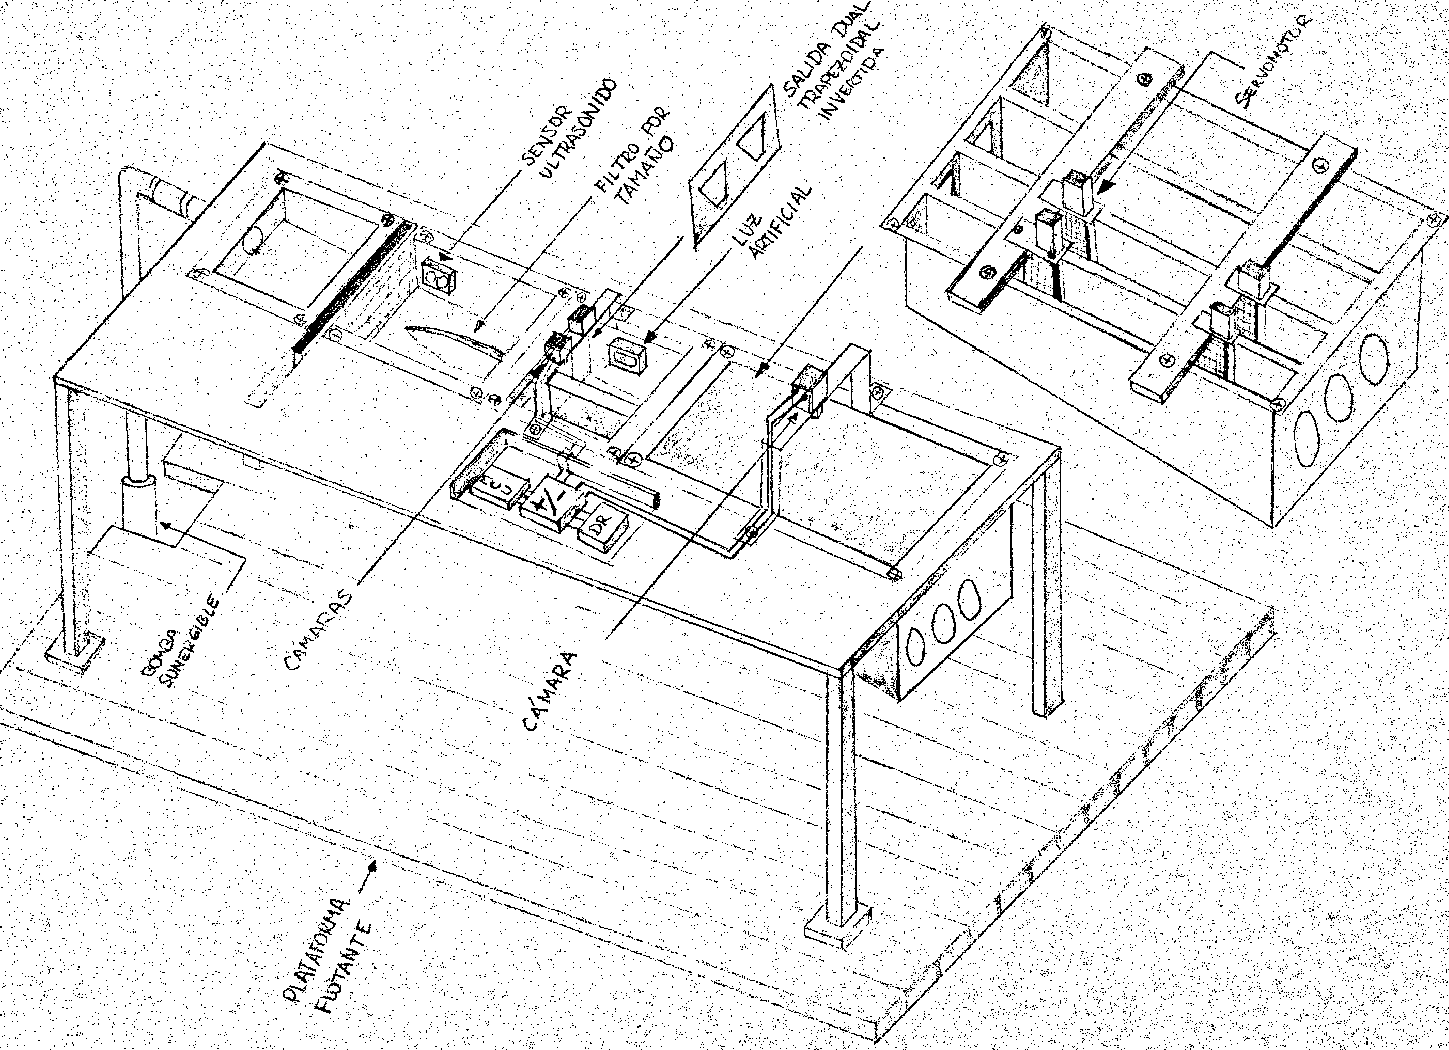 SALIDA DUAL
TRAPEZOIDAL
INVERTIDA
SERVOMOTOR
SENSOR
ULTRASONIDO
FILTRO POR
TAMAÑO
LUZ
ARTIFICIAL
+/-
DR
CÁMARAS
BOMBA
SUMERGIBLE
CÁMARA
PLATAFORMA
FLOTANTE